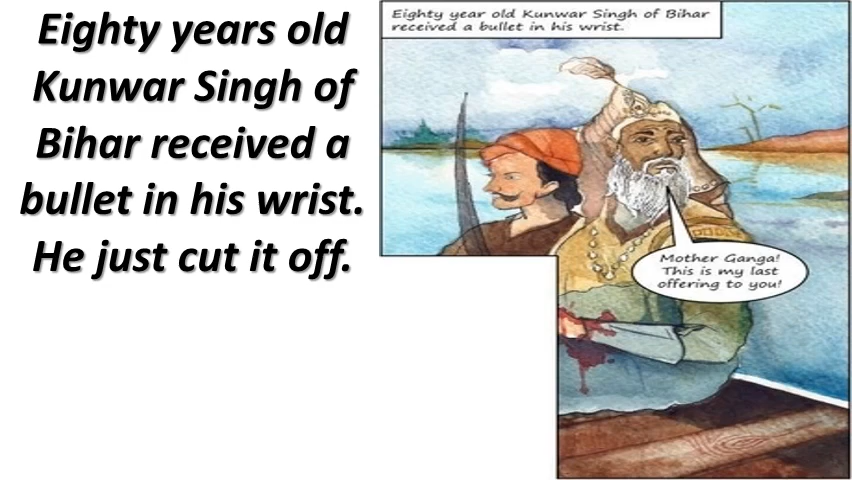 Eighty years old
Kunwar Singh of
Bihar received a
bullet in his wrist.
He just cut it off.
Eighty year old Kunwar Singh of Bihar
received a bullet in his wrist.
Mother Ganga!
This is my last
offering to you!